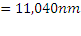 = 11,040nm